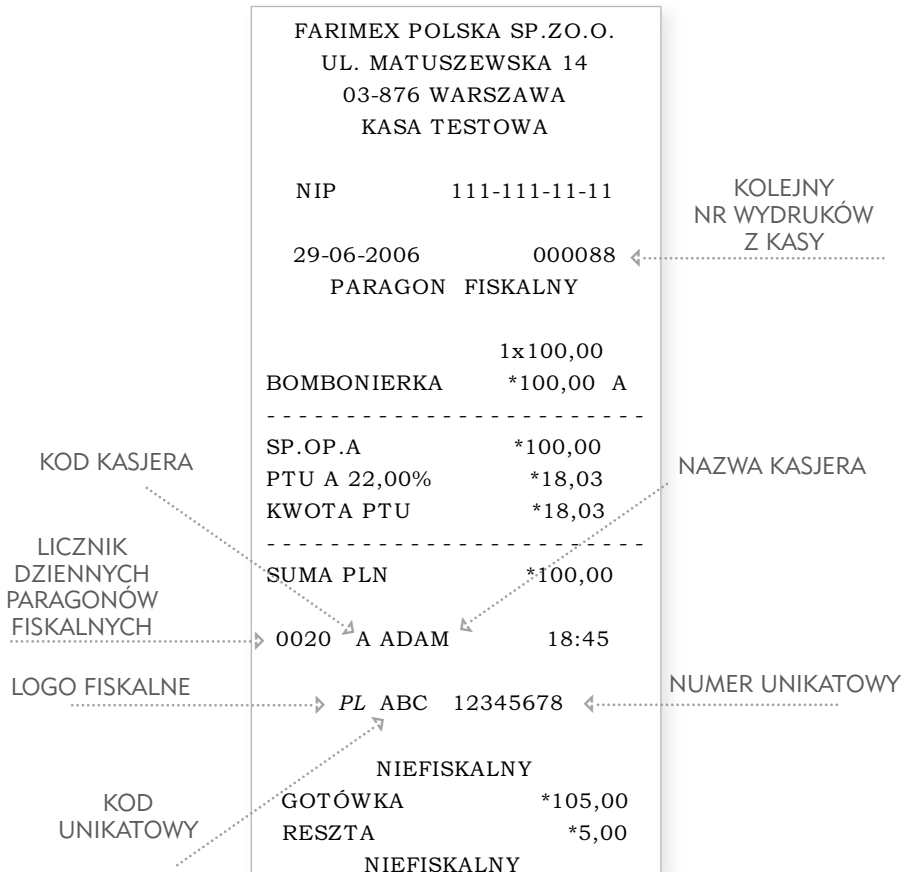 FARIMEX POLSKA SP.ZO.O.
UL. MATUSZEWSKA 14
03-876 WARSZAWA
KASA TESTOWA
NIP 111-111-11-11
KOLEJNY
NR WYDRUKÓW
Z KASY
29-06-2006 000088
PARAGON FISKALNY
1x100,00
BOMBONIERKA *100,00 A
- - - - - - - - - - - - - - - - - - - - - - - -
KOD KASJERA
SP.OP.A *100,00
NAZWA KASJERA
PTU A 22,00% *18,03
KWOTA PTU *18,03
- - - - - - - - - - - - - - - - - - - - - - - -
LICZNIK
DZIENNYCH
PARAGONÓW
FISKALNYCH
SUMA PLN *100,00
0020 A ADAM 18:45
LOGO FISKALNE
NUMER UNIKATOWY
PL ABC 12345678
NIEFISKALNY
KOD
UNIKATOWY
GOTÓWKA *105,00
RESZTA *5,00
NIEFISKALNY